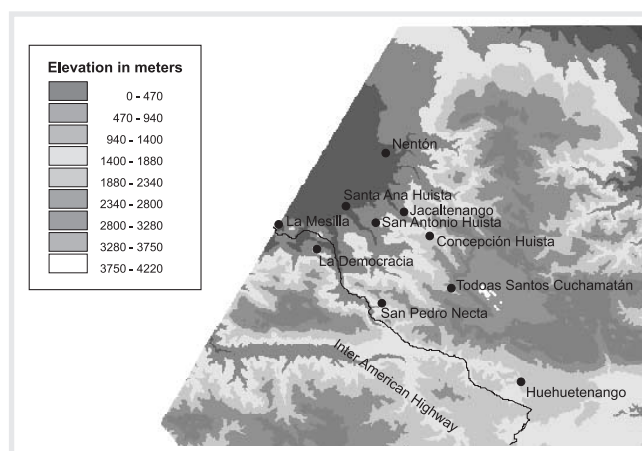 Elevation in meters
0 - 470
470 - 940
940 - 1400
1400 - 1880
1880 - 2340
2340 - 2800
2800 - 3280
3280 - 3750
3750 - 4220
Nentón
Santa Ana Huista
Jacaltenango
La Mesilla
San Antonio Huista
Concepción Huista
La Democracia
Todoas Santos Cuchamatán
San Pedro Necta
Inter American Highway
Huehuetenango